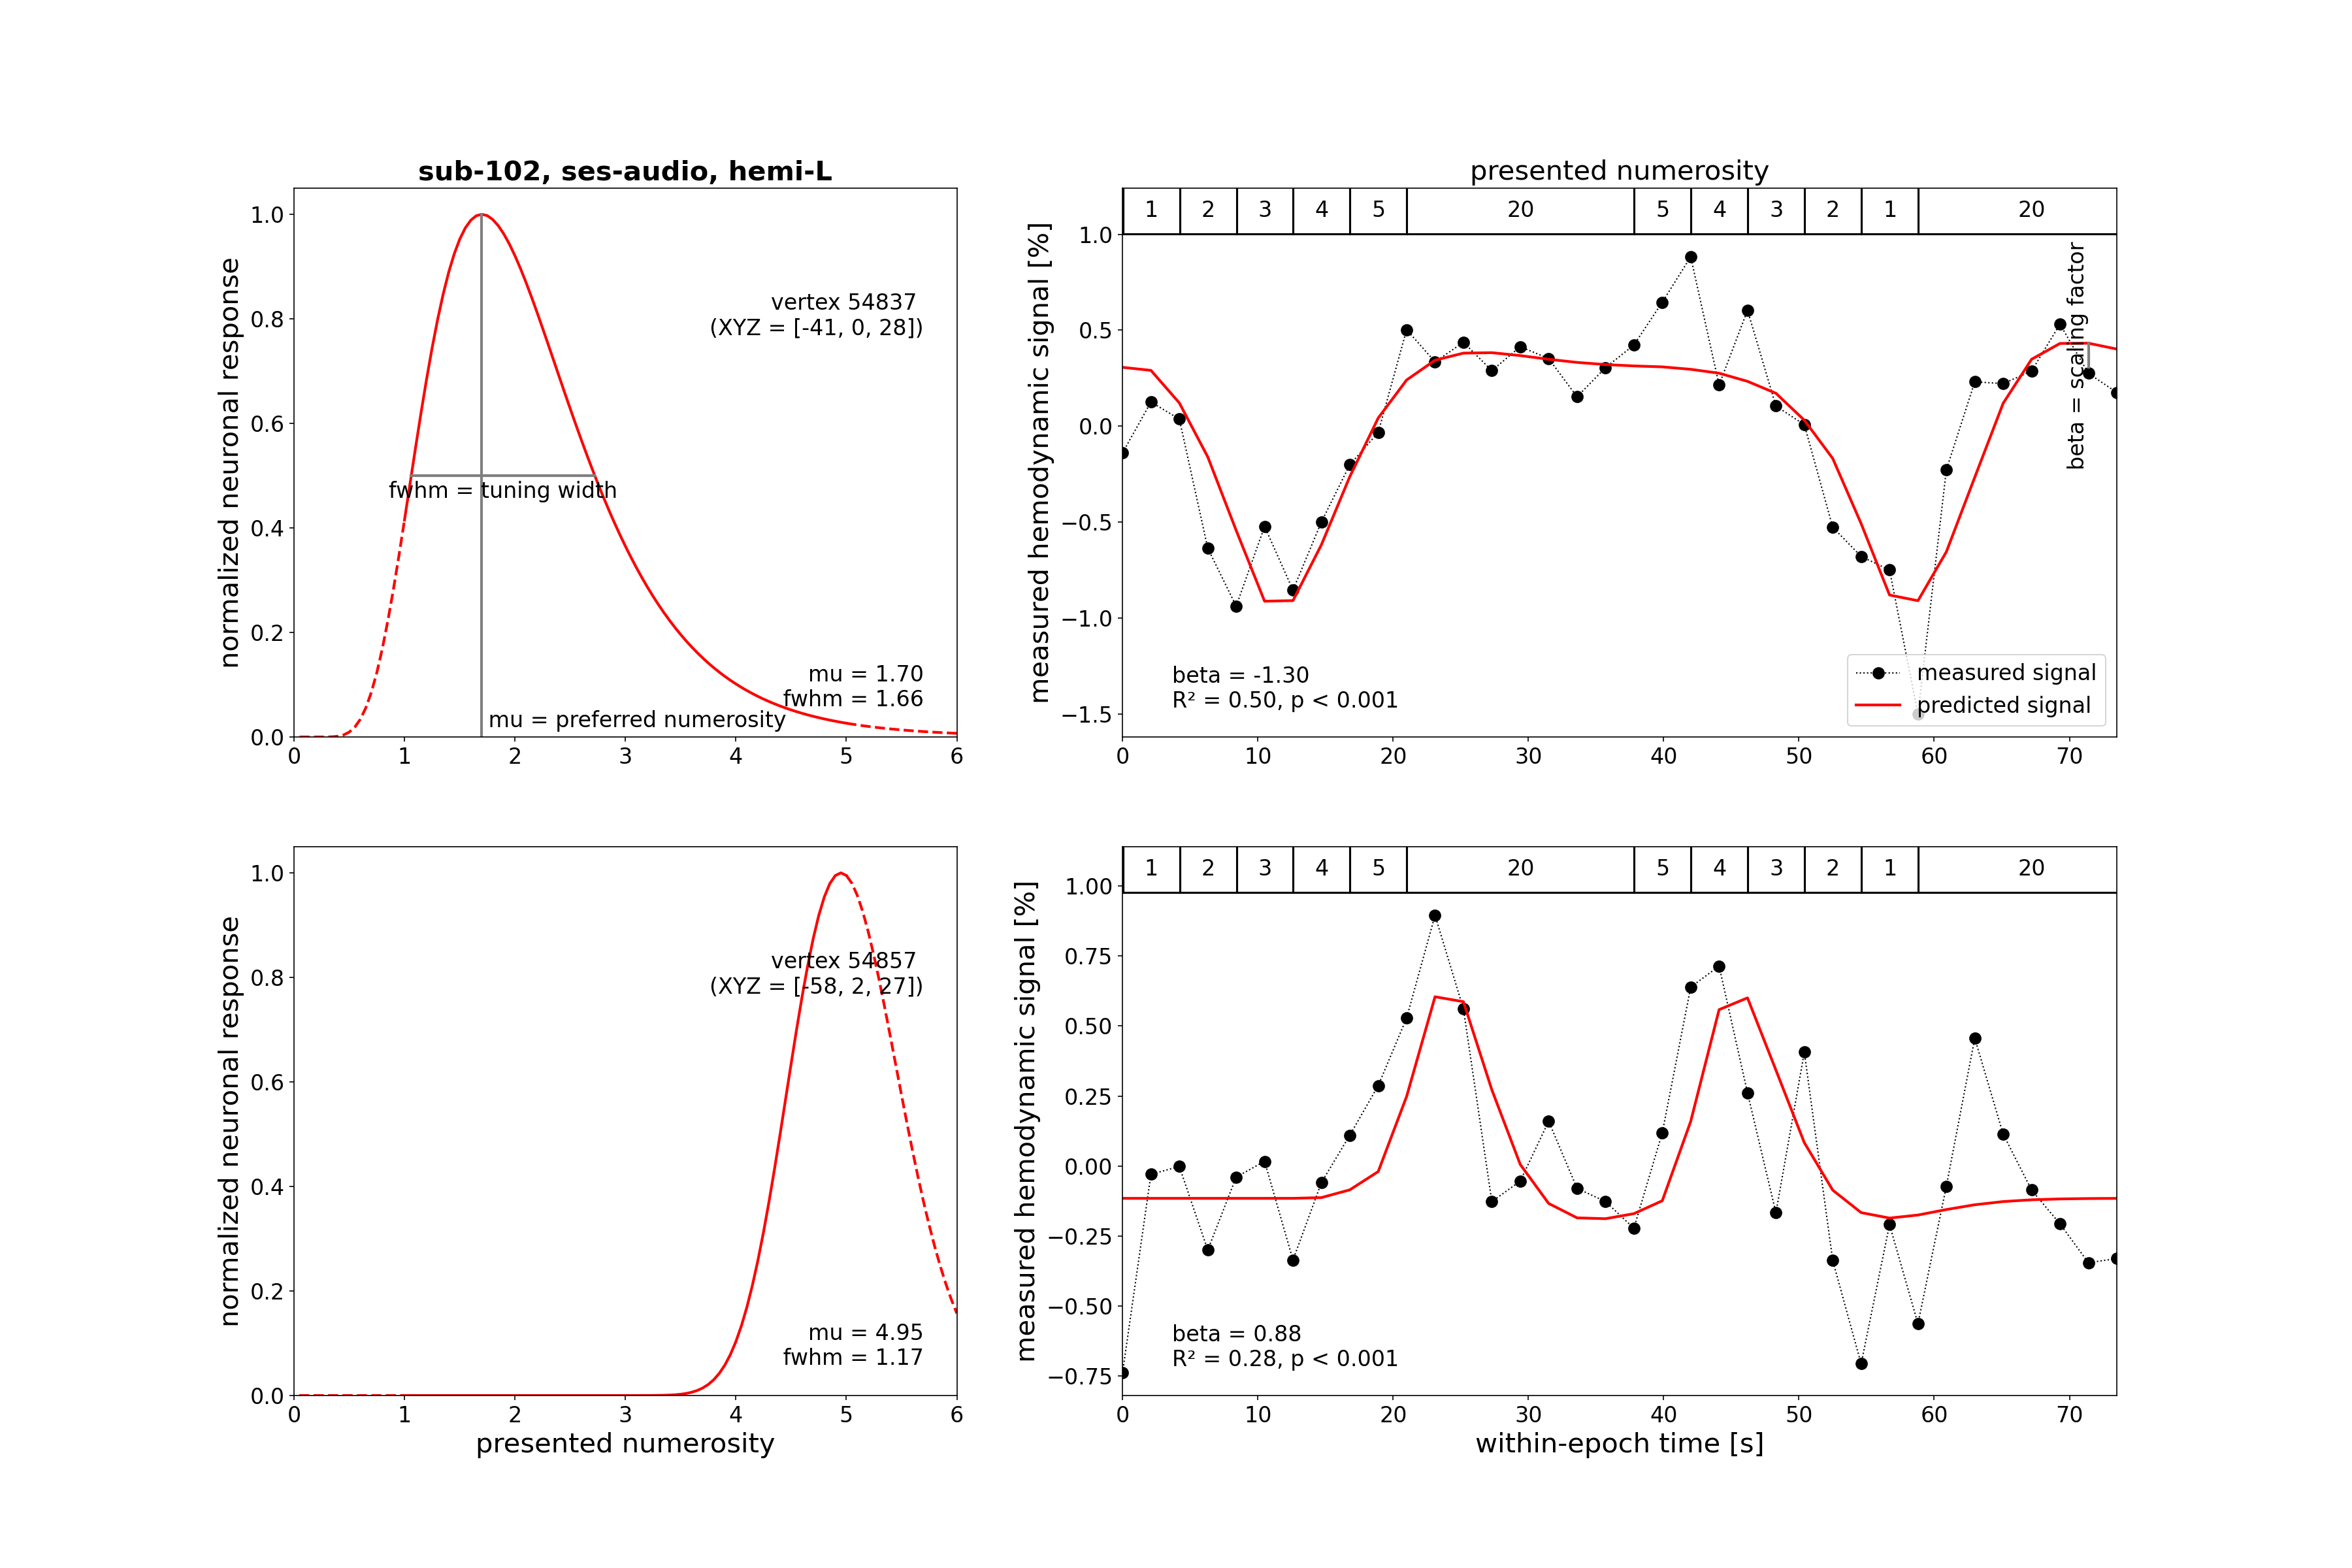 sub-102, ses-audio, hemi-L
normalized neuronal response
1.0
0.8
0.6
0.4
0.2
0.0
vertex 54837
(XYZ = [-41, 0, 28])
fwhm = tuning width
mu = 1.70
fwhm = 1.66
mu = preferred numerosity
0 1 2 3 4 5 6
presented numerosity
1 2 3 4 5 20 5 4 3 2 1 20
measured hemodynamic signal [%]
1.0
0.5
0.0
−0.5
−1.0
−1.5
beta = scaling factor
beta = -1.30
R² = 0.50, p < 0.001
measured signal
predicted signal
0 10 20 30 40 50 60 70
normalized neuronal response
1.0
0.8
0.6
0.4
0.2
0.0
vertex 54857
(XYZ = [-58, 2, 27])
mu = 4.95
fwhm = 1.17
0 1 2 3 4 5 6
presented numerosity
1 2 3 4 5 20 5 4 3 2 1 20
measured hemodynamic signal [%]
1.00
0.75
0.50
0.25
0.00
−0.25
−0.50
−0.75
beta = 0.88
R² = 0.28, p < 0.001
0 10 20 30 40 50 60 70
within-epoch time [s]